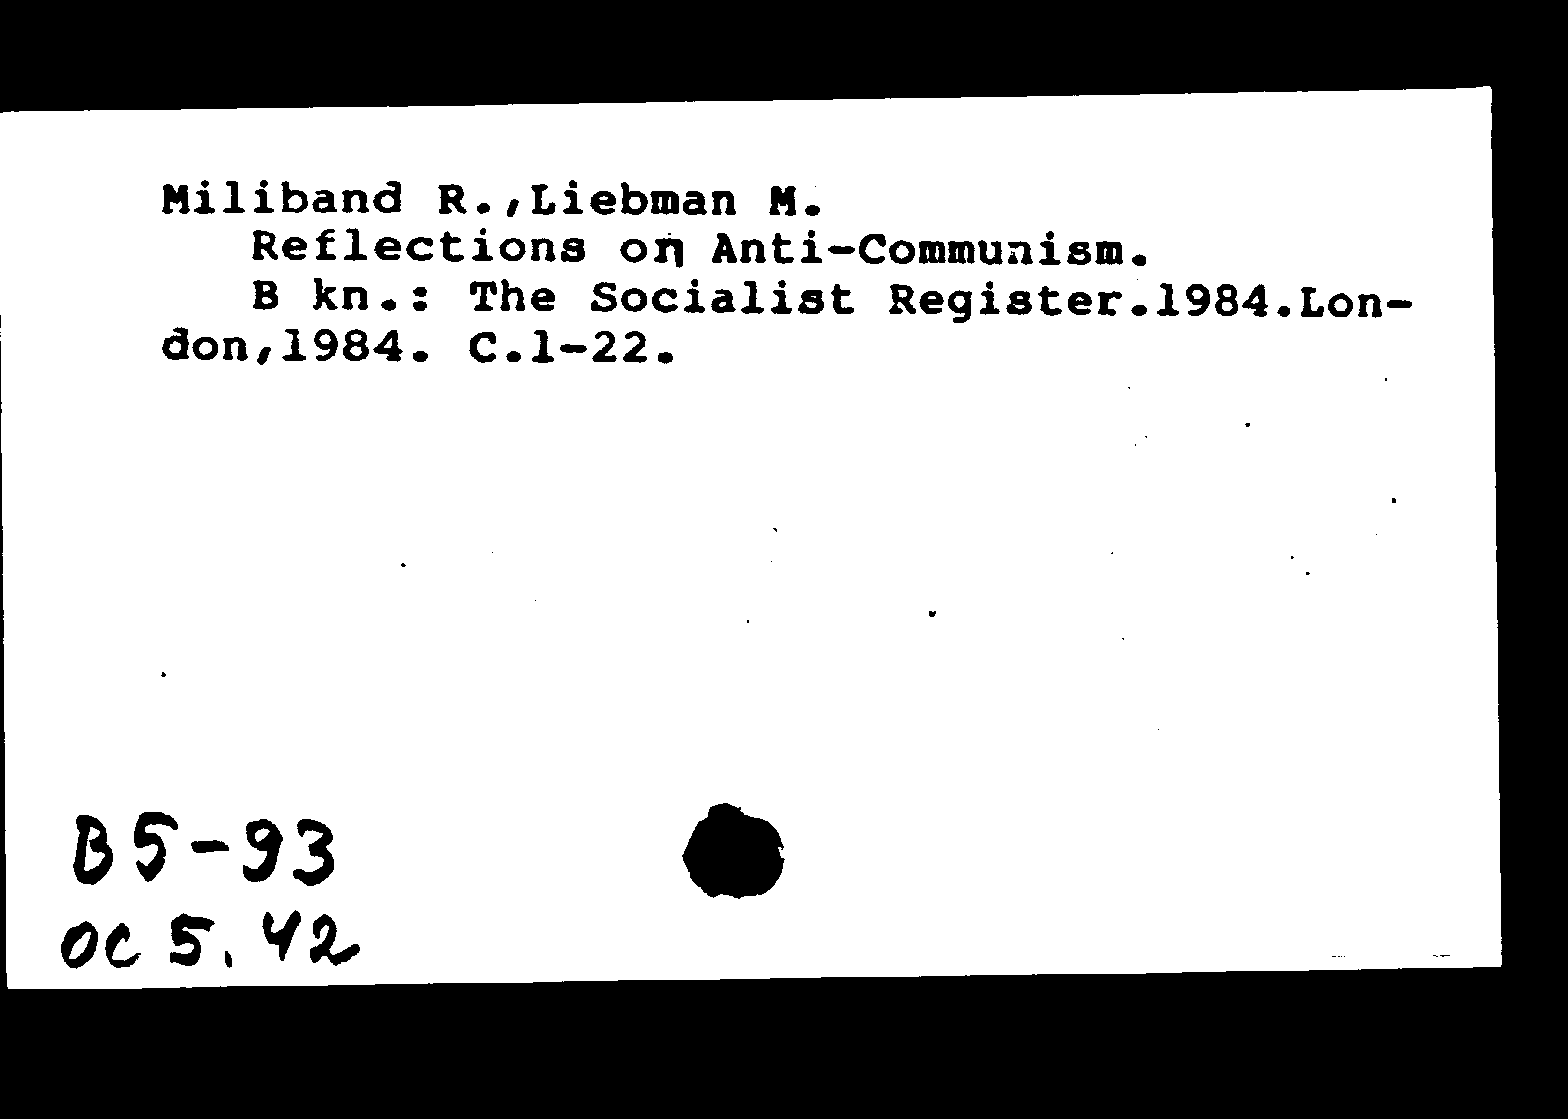 Miliband R.,Liebman M.
Reflections on Anti-Communism.
B kn.: The Socialist Register.1984.Lon-
don,1984. C.1-22.
B5-93
OC 5.42